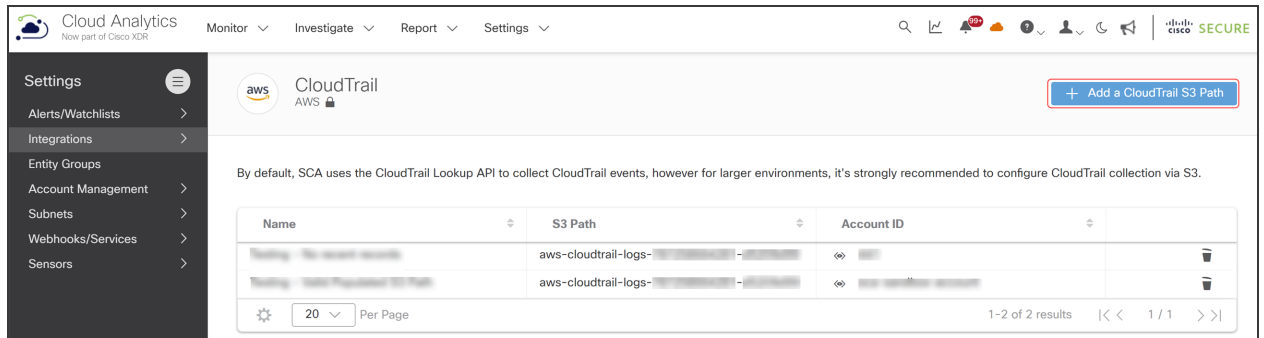 Cloud Analytics
Now part of Cisco XDR
Monitor Investigate Report Settings
99+
cisco SECURE
Settings
Alerts/Watchlists
Integrations
Entity Groups
Account Management
Subnets
Webhooks/Services
Sensors
aws
CloudTrail
AWS
+ Add a CloudTrail S3 Path
By default, SCA uses the CloudTrail Lookup API to collect CloudTrail events, however for larger environments, it's strongly recommended to configure CloudTrail collection via S3.
Name S3 Path Account ID
aws-cloudtrail-logs- -
aws-cloudtrail-logs- -
20 Per Page 1-2 of 2 results 1 / 1